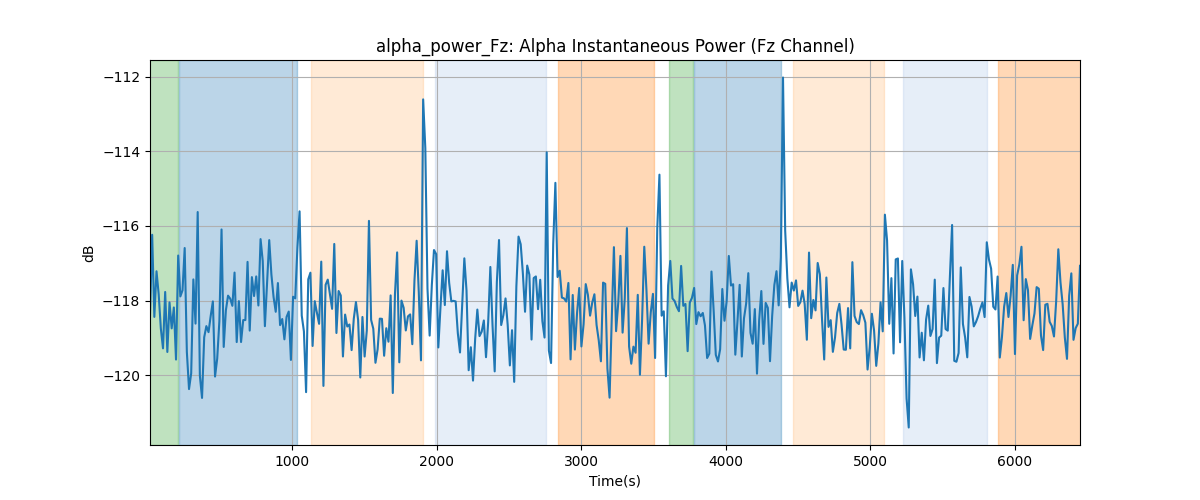 alpha_power_Fz: Alpha Instantaneous Power (Fz Channel)
−112
−114
−116
−118
−120
dB
1000 2000 3000 4000 5000 6000
Time(s)